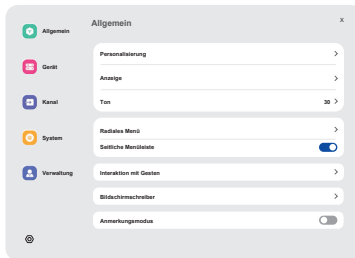 Allgemein
Gerät
Kanal
System
Verwaltung
Allgemein
x
Personalisierung
Anzeige
Ton 30
Radiales Menü
Seitliche Menüleiste
Interaktion mit Gesten
Bildschirmschreiber
Anmerkungsmodus